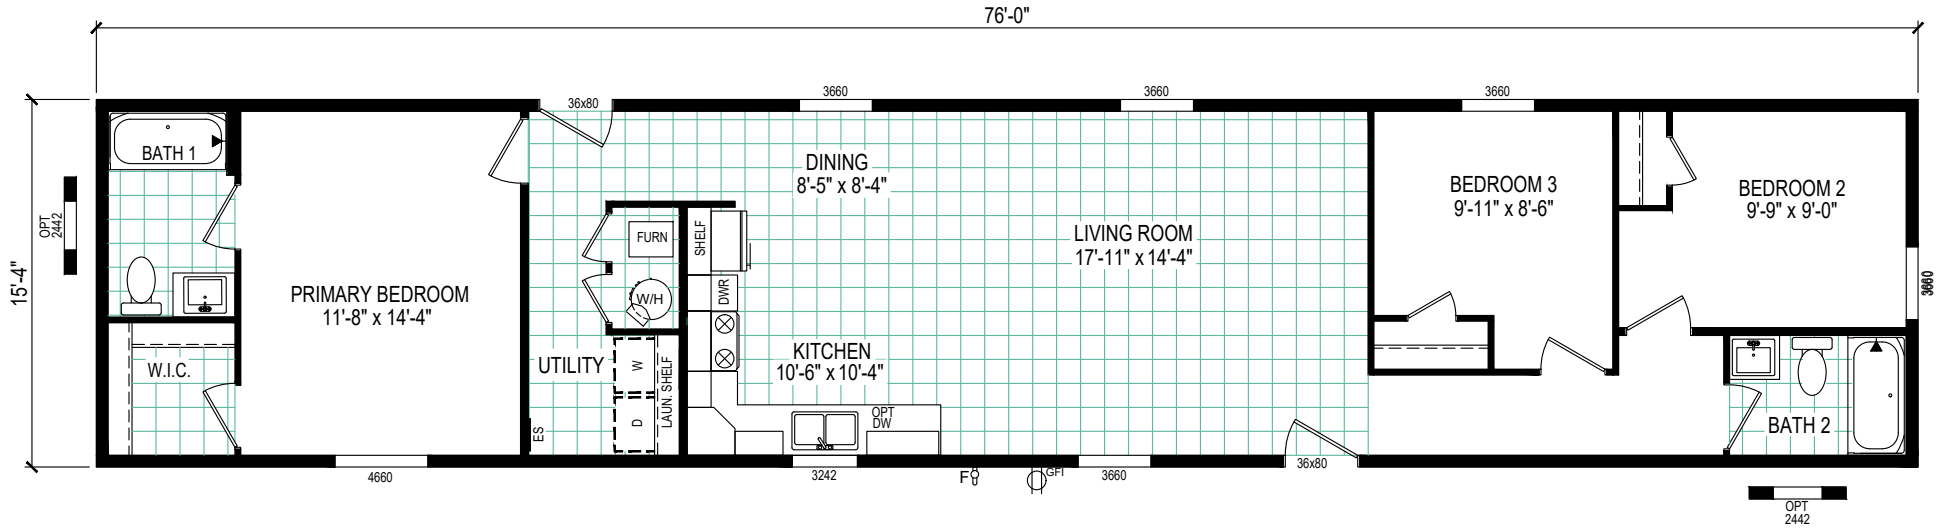 76'-0"
15'-4"
36x80
3660
3660
3660
BATH 1
OPT
2442
DINING
8'-5" x 8'-4"
BEDROOM 3
9'-11" x 8'-6"
BEDROOM 2
9'-9" x 9'-0"
FURN
SHELF
LIVING ROOM
17'-11" x 14'-4"
PRIMARY BEDROOM
11'-8" x 14'-4"
W/H
DWR
3660
W.I.C.
UTILITY
W
LAUN. SHELF
KITCHEN
10'-6" x 10'-4"
D
ES
OPT
DW
BATH 2
4660
3242
F
GFI
3660
36x80
OPT
2442